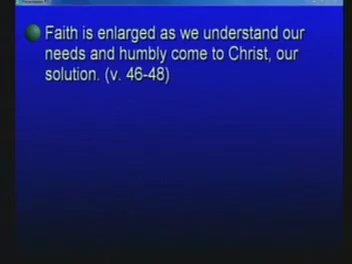 Faith is enlarged as we understand our
needs and humbly come to Christ, our
solution. (v. 46-48)